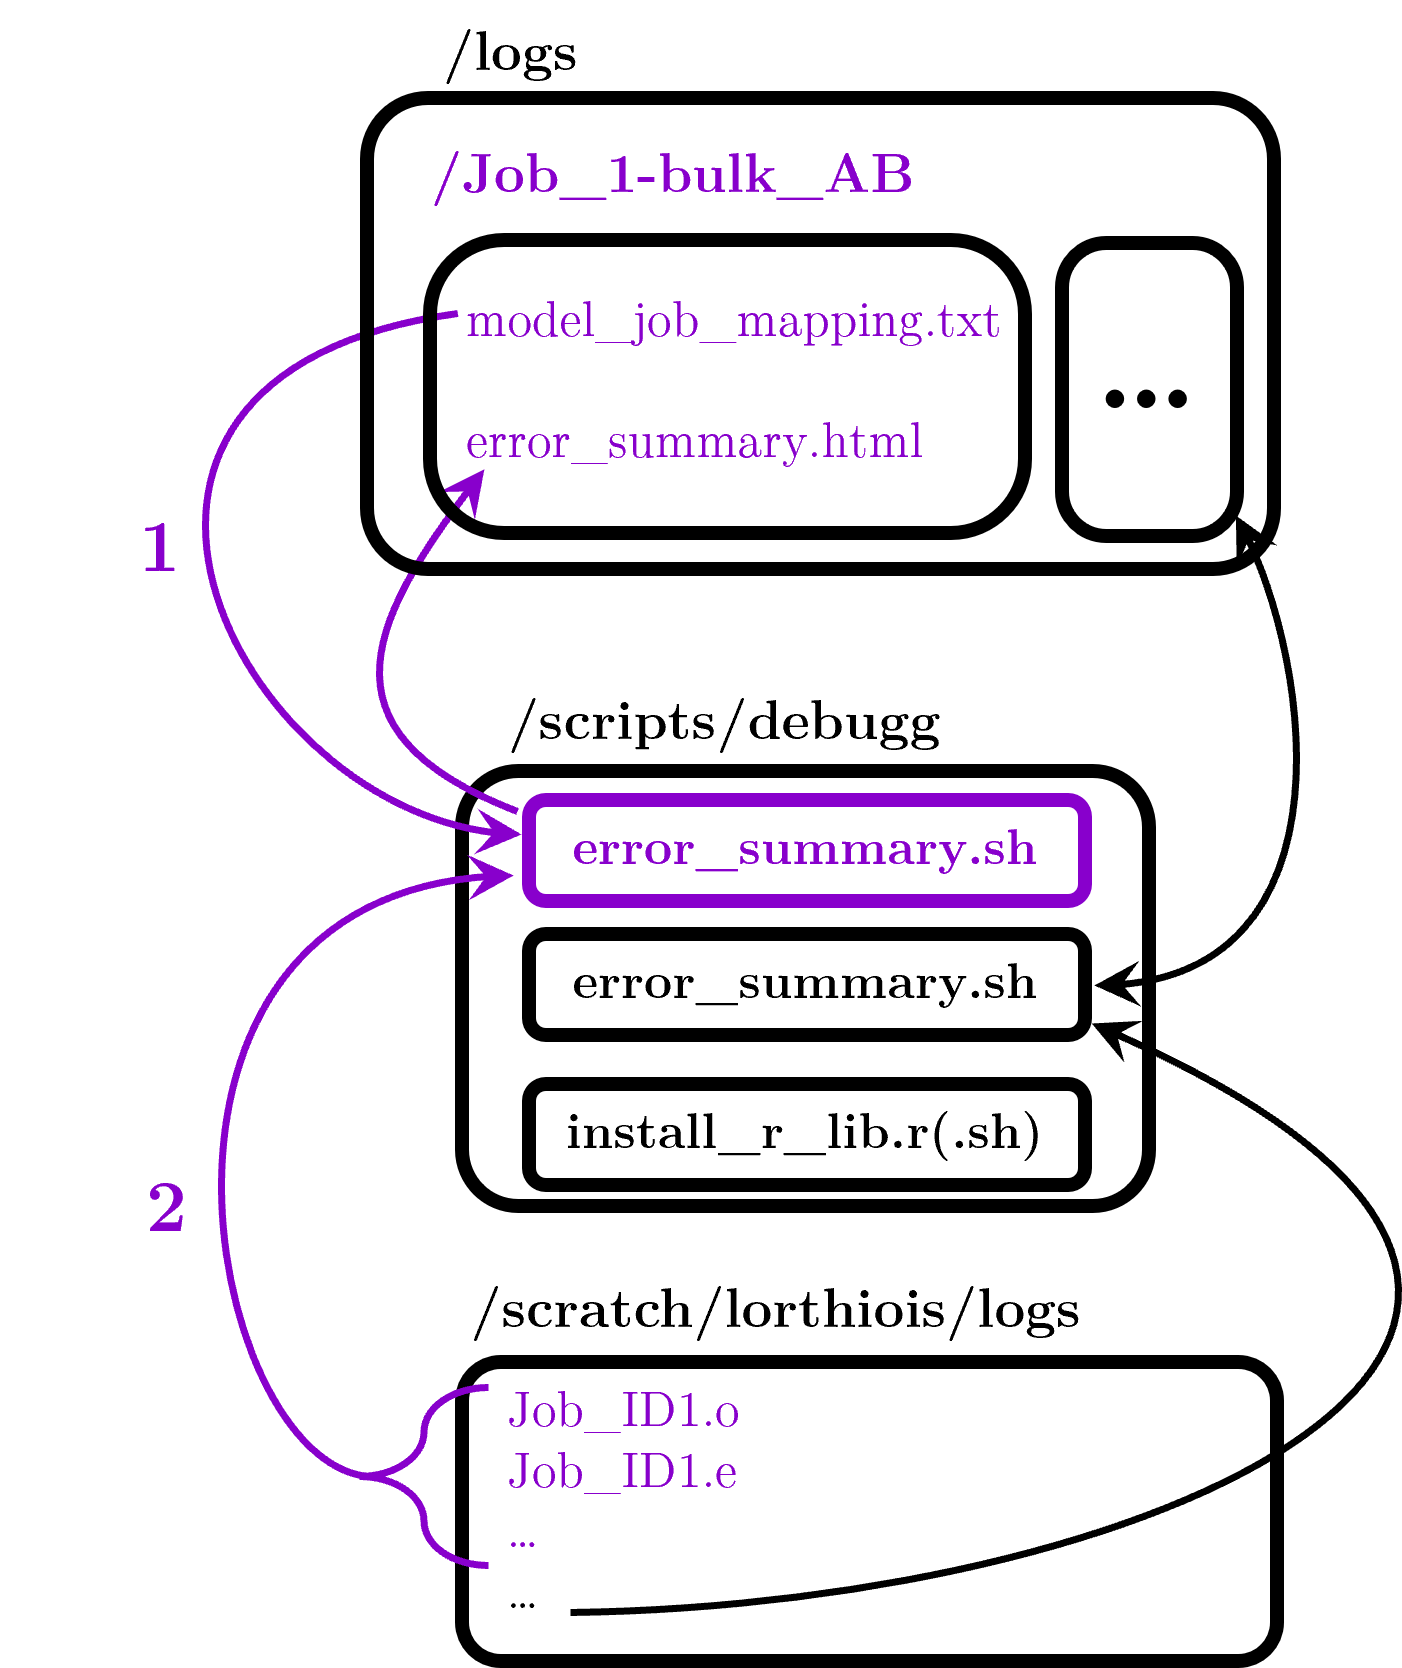 /logs
/Job_1-bulk_AB
model_job_mapping.txt
...
error_summary.html
1
/scripts/debugg
error_summary.sh
error_summary.sh
install_r_lib.r(.sh)
2
/scratch/lorthiois/logs
Job_ID1.o
Job_ID1.e
...
...